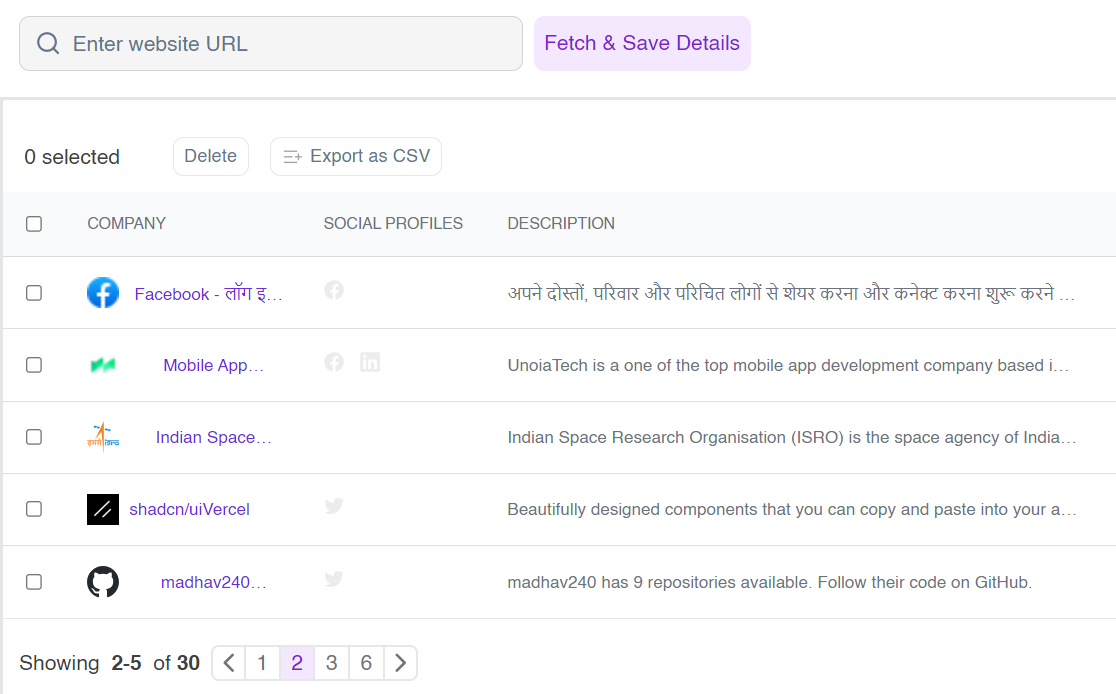 Enter website URL
Fetch & Save Details
0 selected
Delete
Export as CSV
COMPANY SOCIAL PROFILES DESCRIPTION
Facebook - लॉग इ… अपने दोस्तों, परिवार और परिचित लोगों से शेयर करना और कनेक्ट करना शुरू करने …
Mobile App… UnoiaTech is a one of the top mobile app development company based i…
Indian Space… Indian Space Research Organisation (ISRO) is the space agency of India…
shadcn/uiVercel Beautifully designed components that you can copy and paste into your a…
madhav240… madhav240 has 9 repositories available. Follow their code on GitHub.
Showing 2-5 of 30 1 2 3 6